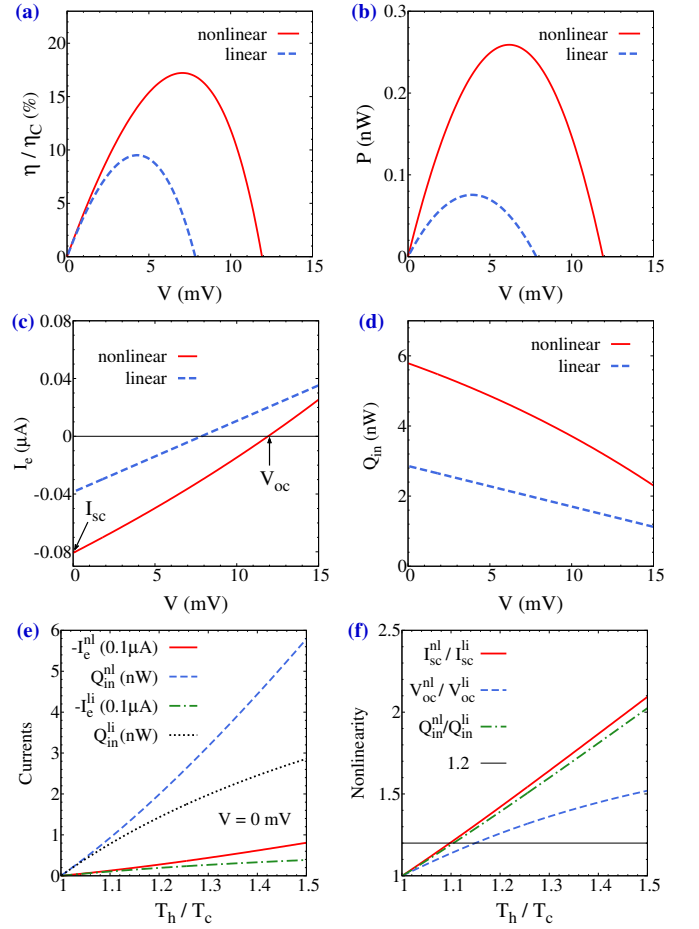 (a)
nonlinear
linear
20
15
10
5
0
η / η_C (%)
0 5 10 15
V (mV)
(b)
nonlinear
linear
0.3
0.2
0.1
0
P (nW)
0 5 10 15
V (mV)
(c)
nonlinear
linear
0.08
0.04
0
-0.04
-0.08
I_e (μA)
I_sc
V_oc
0 5 10 15
V (mV)
(d)
nonlinear
linear
6
4
2
0
Q_in (nW)
0 5 10 15
V (mV)
(e)
-I_e^nl (0.1μA)
Q_in^nl (nW)
-I_e^li (0.1μA)
Q_in^li (nW)
V = 0 mV
6
5
4
3
2
1
0
Currents
1 1.1 1.2 1.3 1.4 1.5
T_h / T_c
(f)
I_sc^nl / I_sc^li
V_oc^nl / V_oc^li
Q_in^nl/Q_in^li
1.2
2.5
2
1.5
1
Nonlinearity
1 1.1 1.2 1.3 1.4 1.5
T_h / T_c